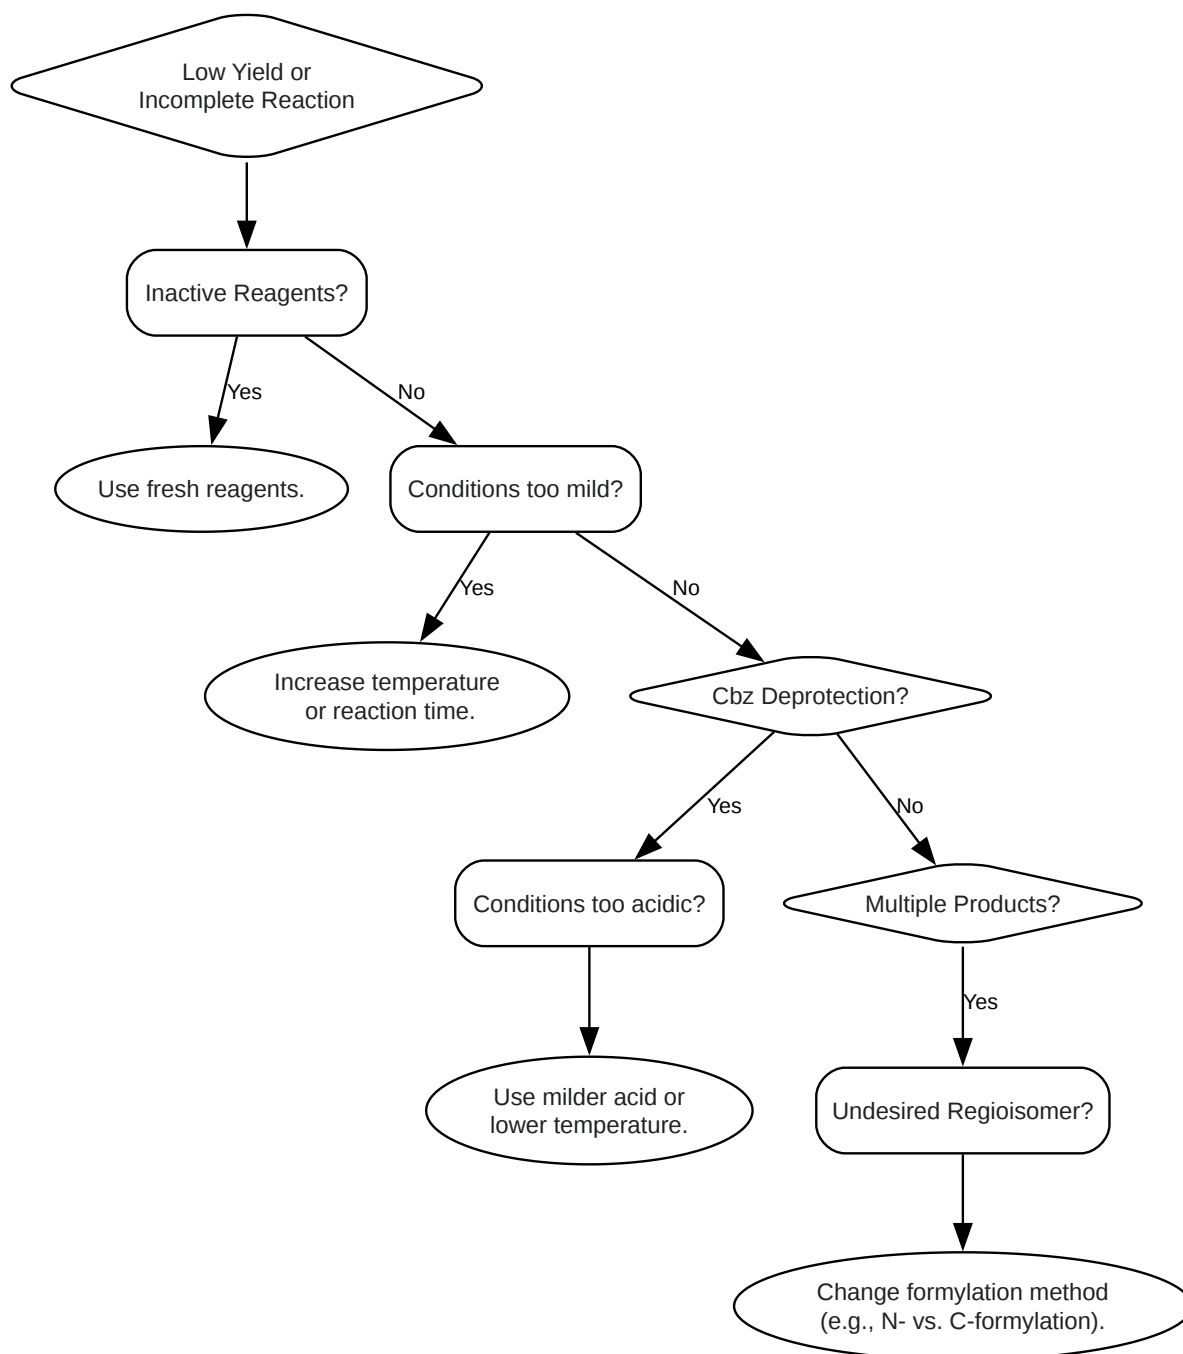 Low Yield or
Incomplete Reaction
Inactive Reagents?
Yes
No
Use fresh reagents.
Conditions too mild?
Yes
No
Increase temperature
or reaction time.
Cbz Deprotection?
Yes
No
Conditions too acidic?
Multiple Products?
Yes
Use milder acid or
lower temperature.
Undesired Regioisomer?
Change formylation method
(e.g., N- vs. C-formylation).